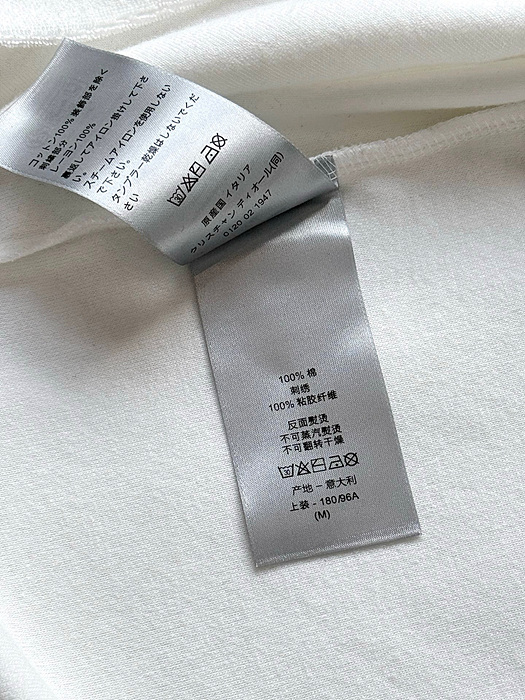 コットン100% 装飾部を除く
刺繍部分
レーヨン100%
裏返してアイロン掛けして下さ
い。
スチームアイロンを使用しない
で下さい。
タンブラー乾燥はしないでくだ
さい
30
原産国 イタリア
クリスチャン ディオール(同)
0120 02 1947
100% 棉
刺绣
100% 粘胶纤维
反面熨烫
不可蒸汽熨烫
不可翻转干燥
30
产地 – 意大利
上装 – 180/96A
(M)